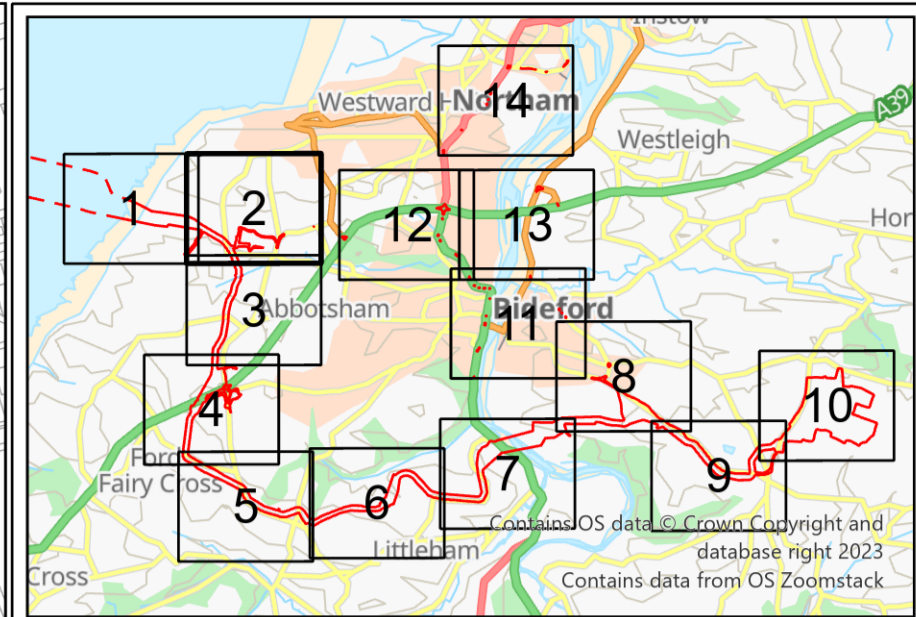 Instow
Westward H
Northam
14
A39
Westleigh
1
2
12
13
Hor
3
Abbotsham
Bideford
11
8
4
10
Ford
Fairy Cross
5
6
7
9
Littleham
Cross
Contains OS data © Crown Copyright and
database right 2023
Contains data from OS Zoomstack